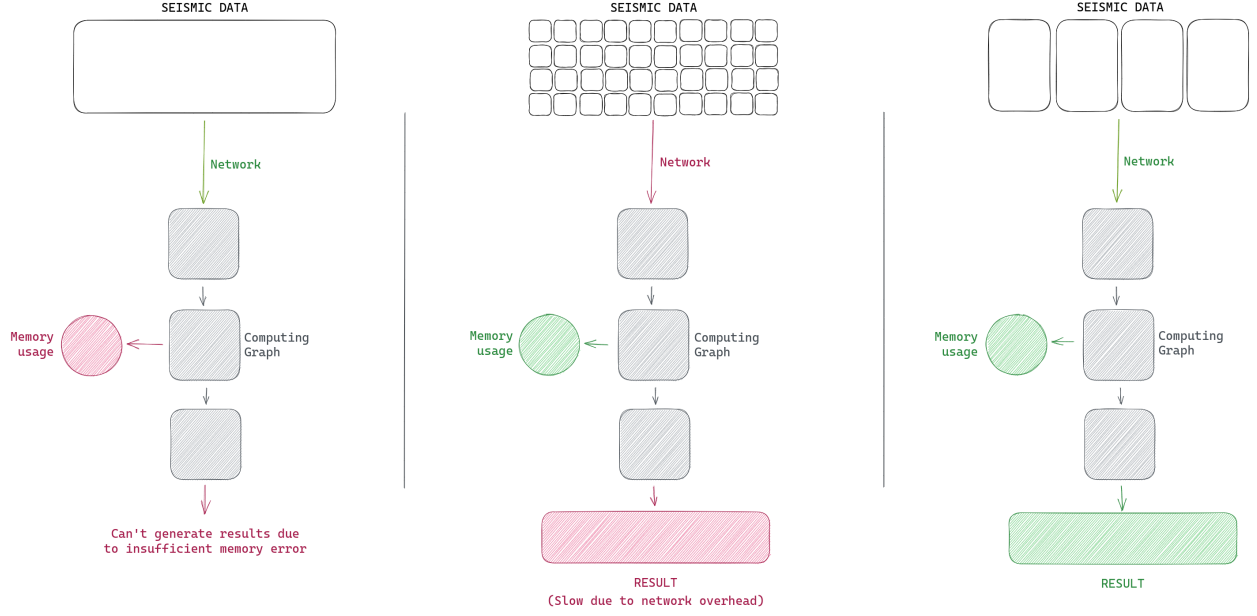 SEISMIC DATA
Network
Memory
usage
Computing
Graph
Can't generate results due
to insufficient memory error
SEISMIC DATA
Network
Memory
usage
Computing
Graph
RESULT
(Slow due to network overhead)
SEISMIC DATA
Network
Memory
usage
Computing
Graph
RESULT